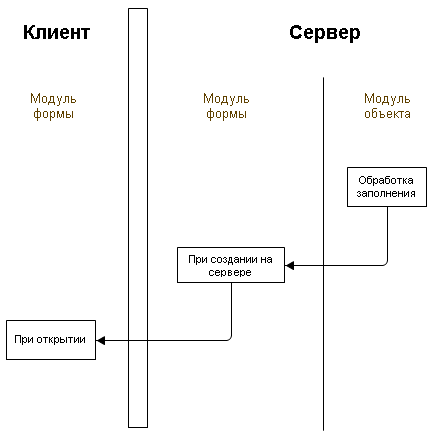 Клиент
Сервер
Модуль
формы
Модуль
формы
Модуль
объекта
Обработка
заполнения
При создании на
сервере
При открытии